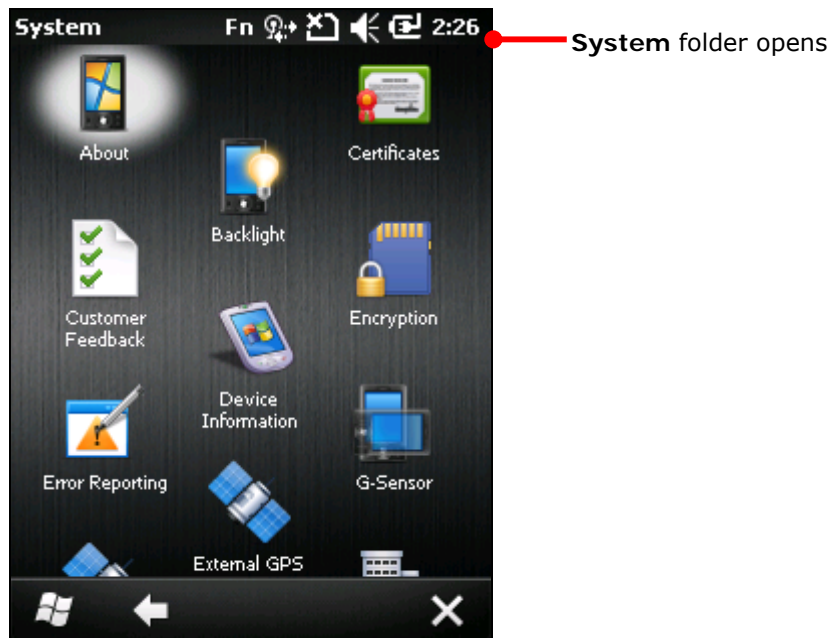 System Fn 2:26
System folder opens
About
Certificates
Backlight
Customer
Feedback
Encryption
Device
Information
Error Reporting
G-Sensor
External GPS